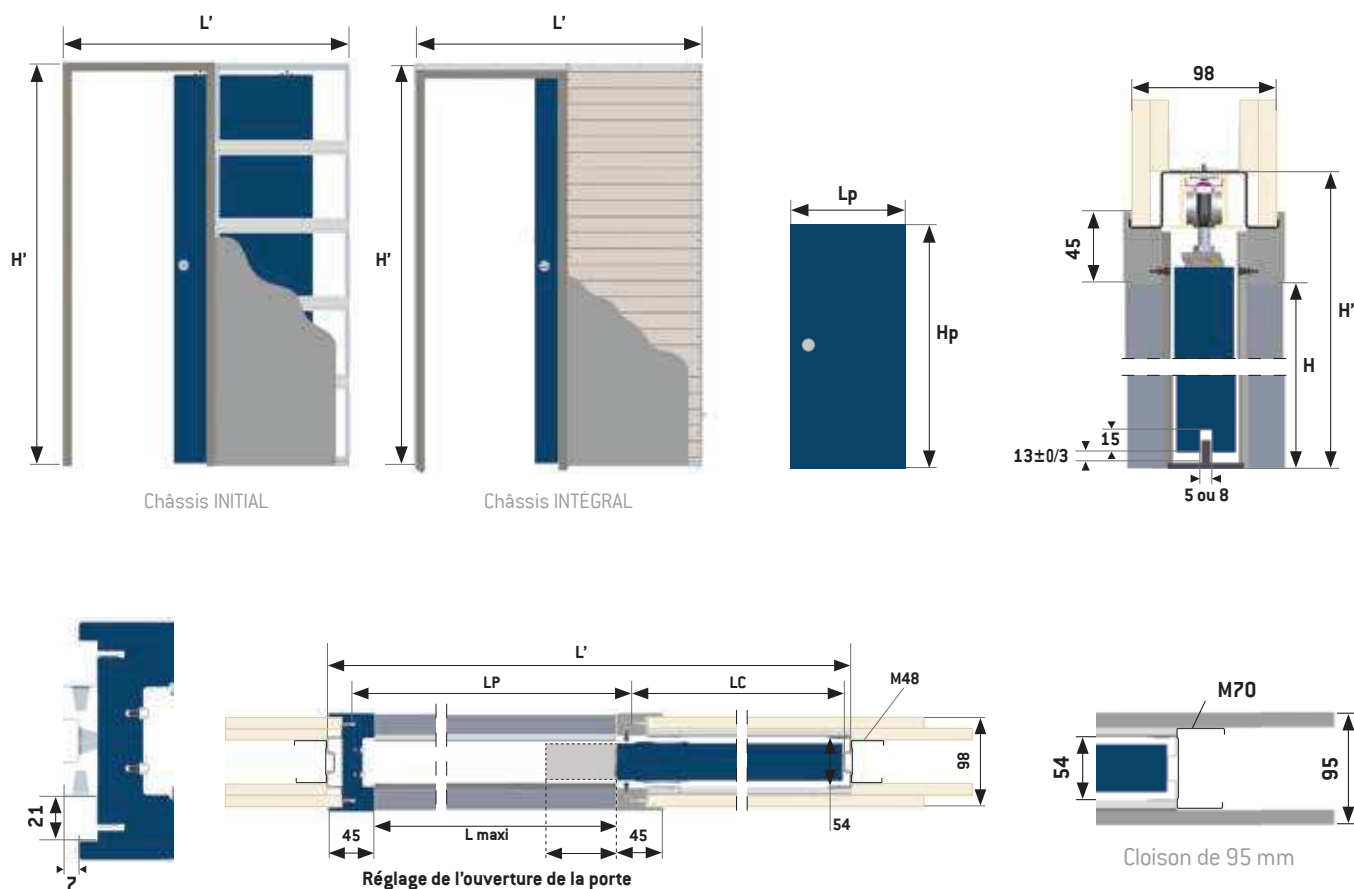 L'
L'
98
H'
H'
Lp
Hp
45
H
H'
15
13±0/3
5 ou 8
Châssis INITIAL
Châssis INTÉGRAL
L'
LP
LC
M48
M70
98
54
95
21
7
45
L maxi
45
54
Réglage de l'ouverture de la porte
Cloison de 95 mm